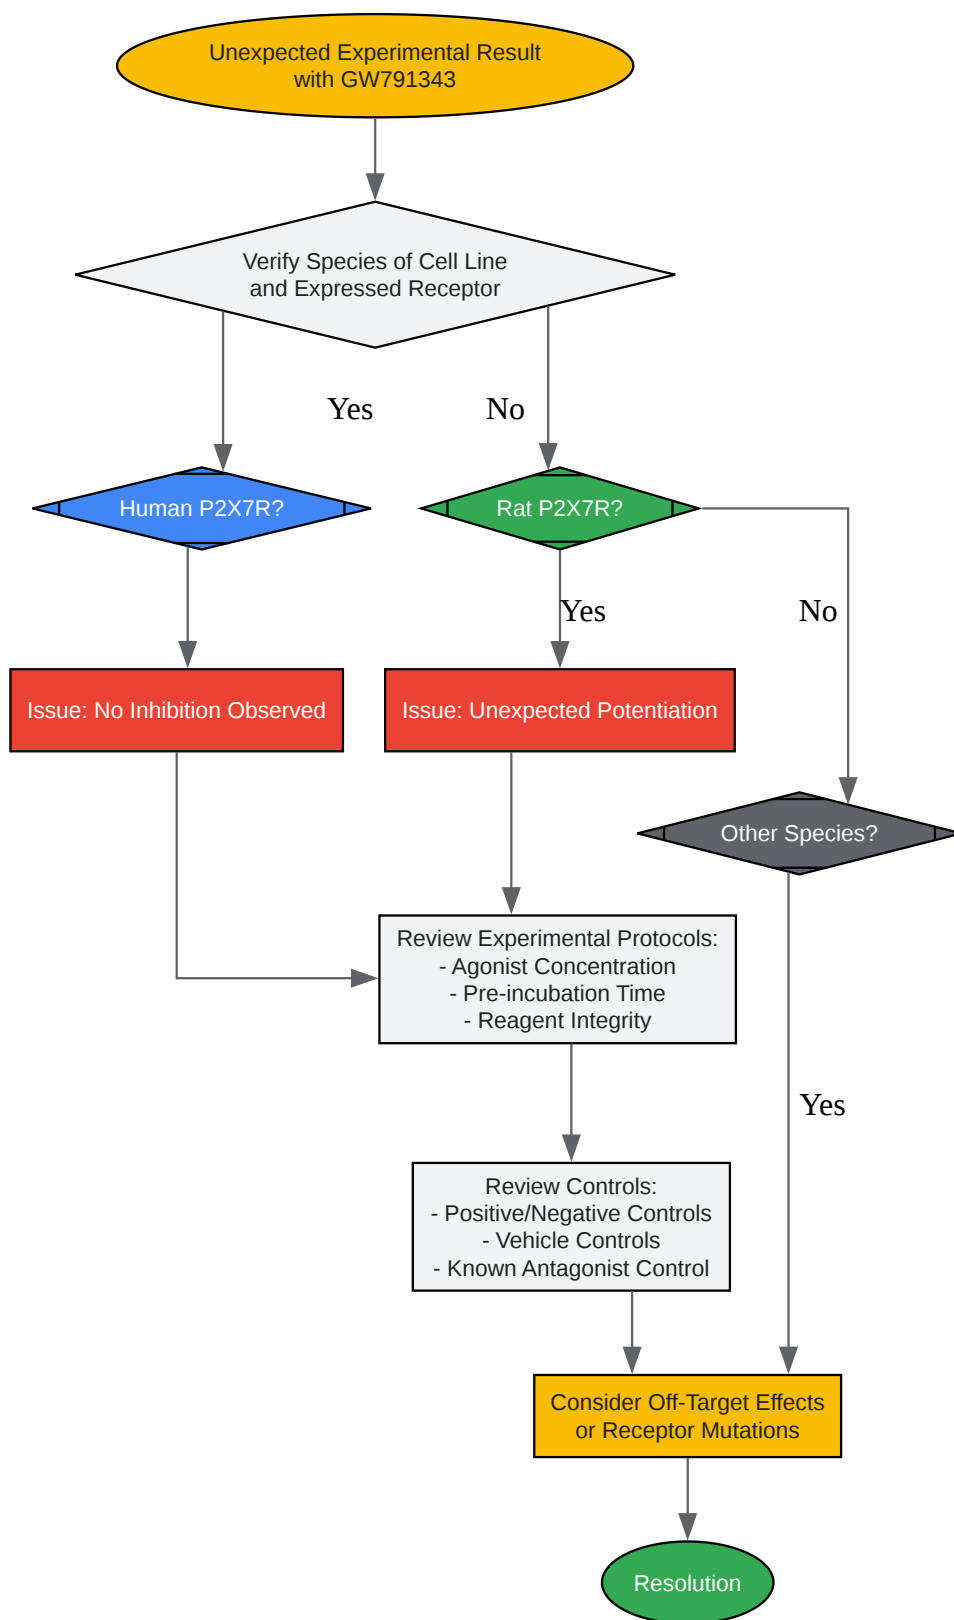 Unexpected Experimental Result
with GW791343
Verify Species of Cell Line
and Expressed Receptor
Yes
No
Human P2X7R?
Rat P2X7R?
Yes
No
Issue: No Inhibition Observed
Issue: Unexpected Potentiation
Other Species?
Review Experimental Protocols:
- Agonist Concentration
- Pre-incubation Time
- Reagent Integrity
Yes
Review Controls:
- Positive/Negative Controls
- Vehicle Controls
- Known Antagonist Control
Consider Off-Target Effects
or Receptor Mutations
Resolution